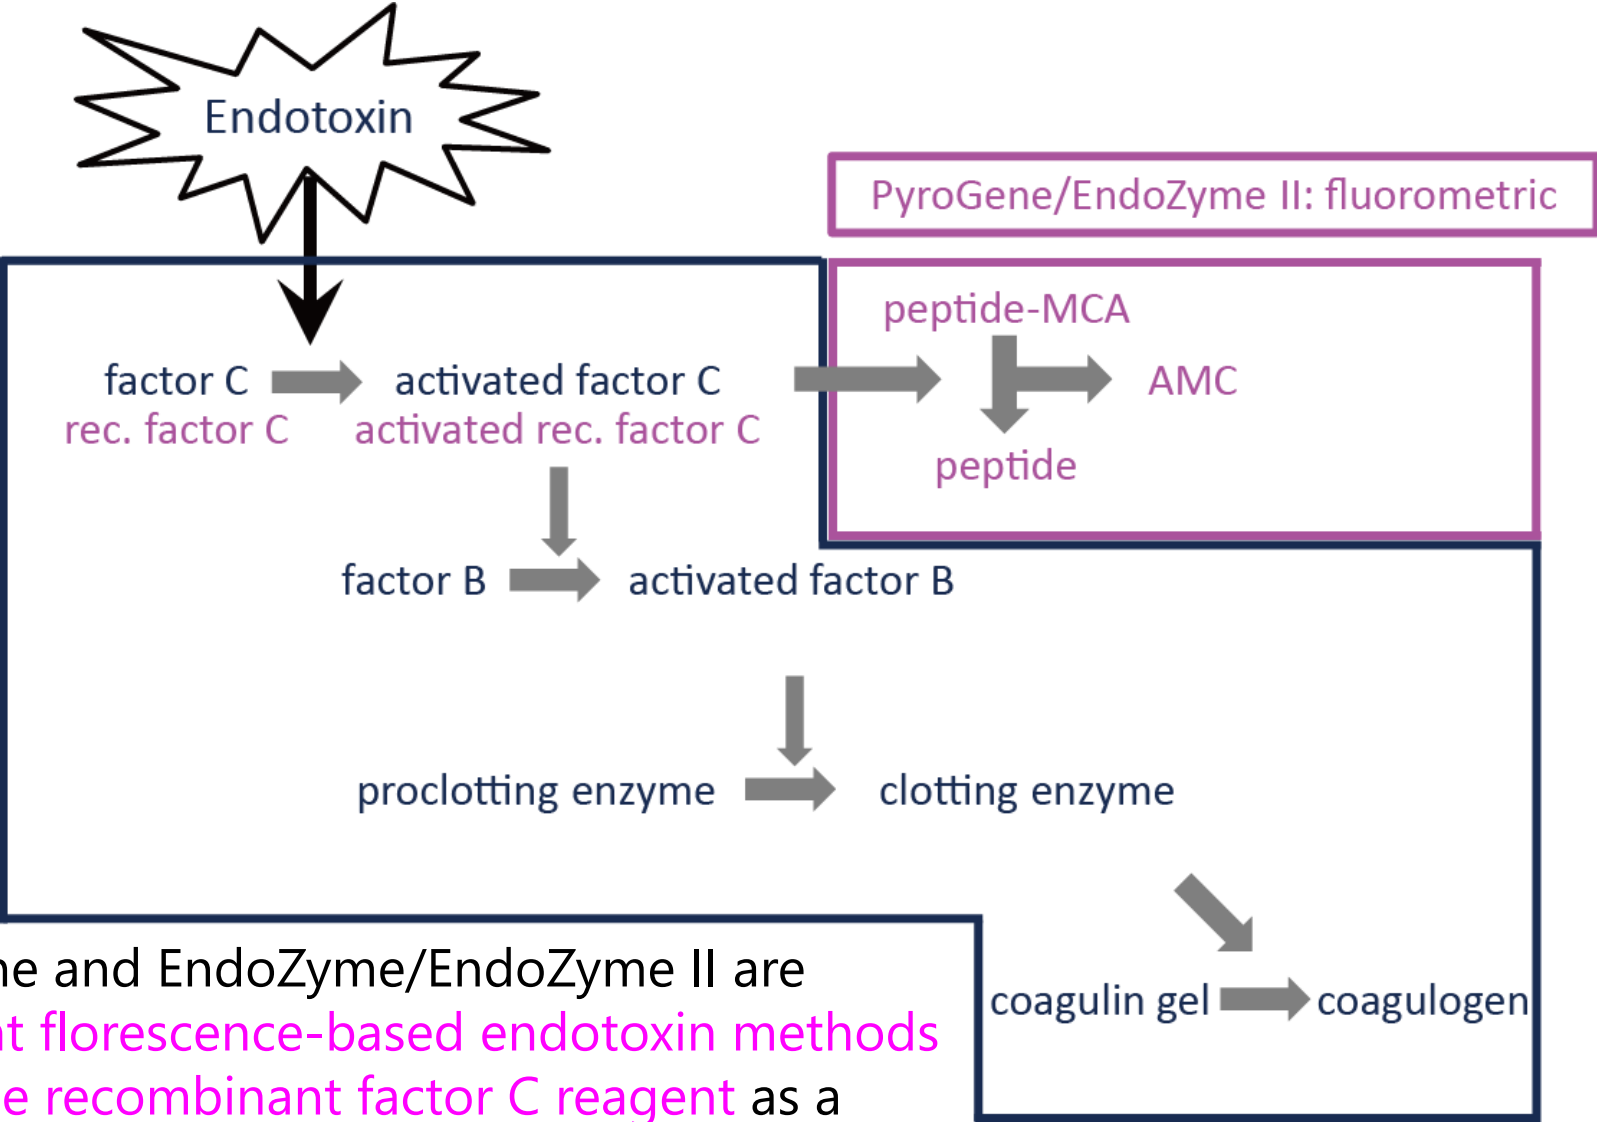 Endotoxin
PyroGene/EndoZyme II: fluorometric
peptide-MCA
factor C activated factor C AMC
rec. factor C activated rec. factor C
peptide
factor B activated factor B
proclotting enzyme clotting enzyme
and EndoZyme/EndoZyme II are
coagulin gel coagulogen
florescence-based endotoxin methods
recombinant factor C reagent as a